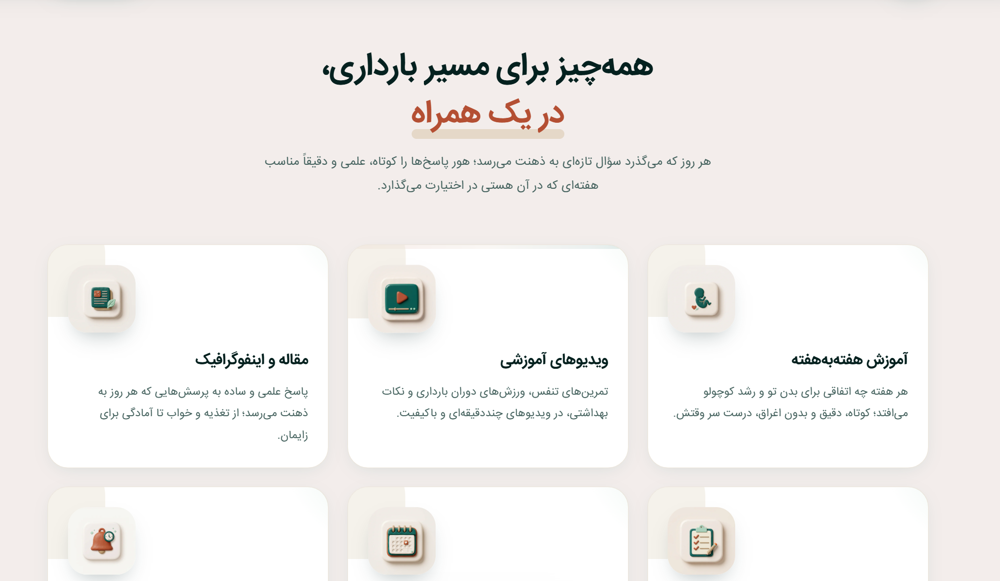 همه‌چیز برای مسیر بارداری،
در یک همراه
هر روز که می‌گذرد سؤال تازه‌ای به ذهنت می‌رسد؛ هور پاسخ‌ها را کوتاه، علمی و دقیقاً مناسب
هفته‌ای که در آن هستی در اختیارت می‌گذارد.
آموزش هفته‌به‌هفته
هر هفته چه اتفاقی برای بدن تو و رشد کوچولو
می‌افتد؛ کوتاه، دقیق و بدون اغراق، درست سر وقتش.
ویدیوهای آموزشی
تمرین‌های تنفس، ورزش‌های دوران بارداری و نکات
بهداشتی، در ویدیوهای چنددقیقه‌ای و باکیفیت.
مقاله و اینفوگرافیک
پاسخ علمی و ساده به پرسش‌هایی که هر روز به
ذهنت می‌رسد؛ از تغذیه و خواب تا آمادگی برای
زایمان.